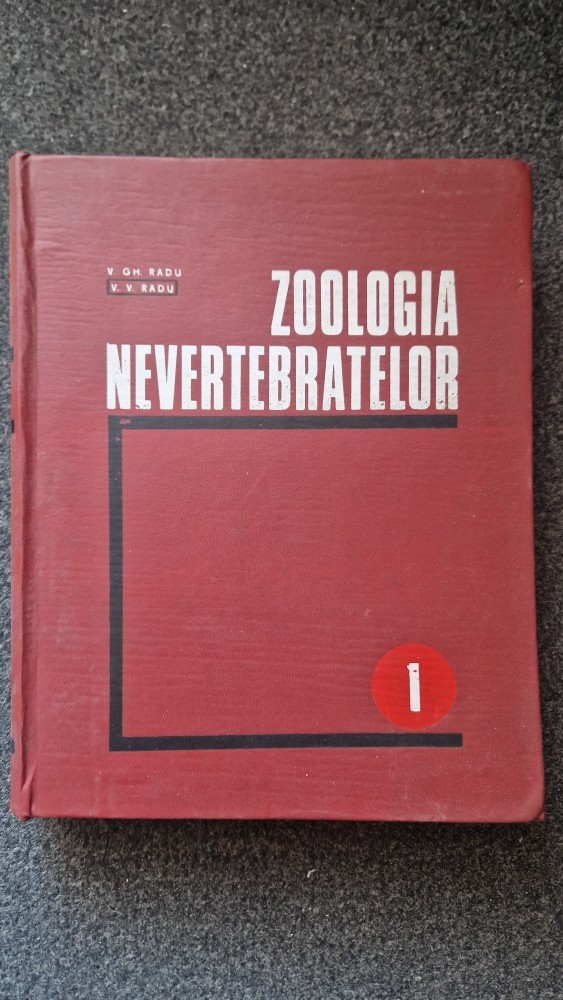 V. GH. RADU
V. V. RADU
ZOOLOGIA
NEVERTEBRATELOR
1